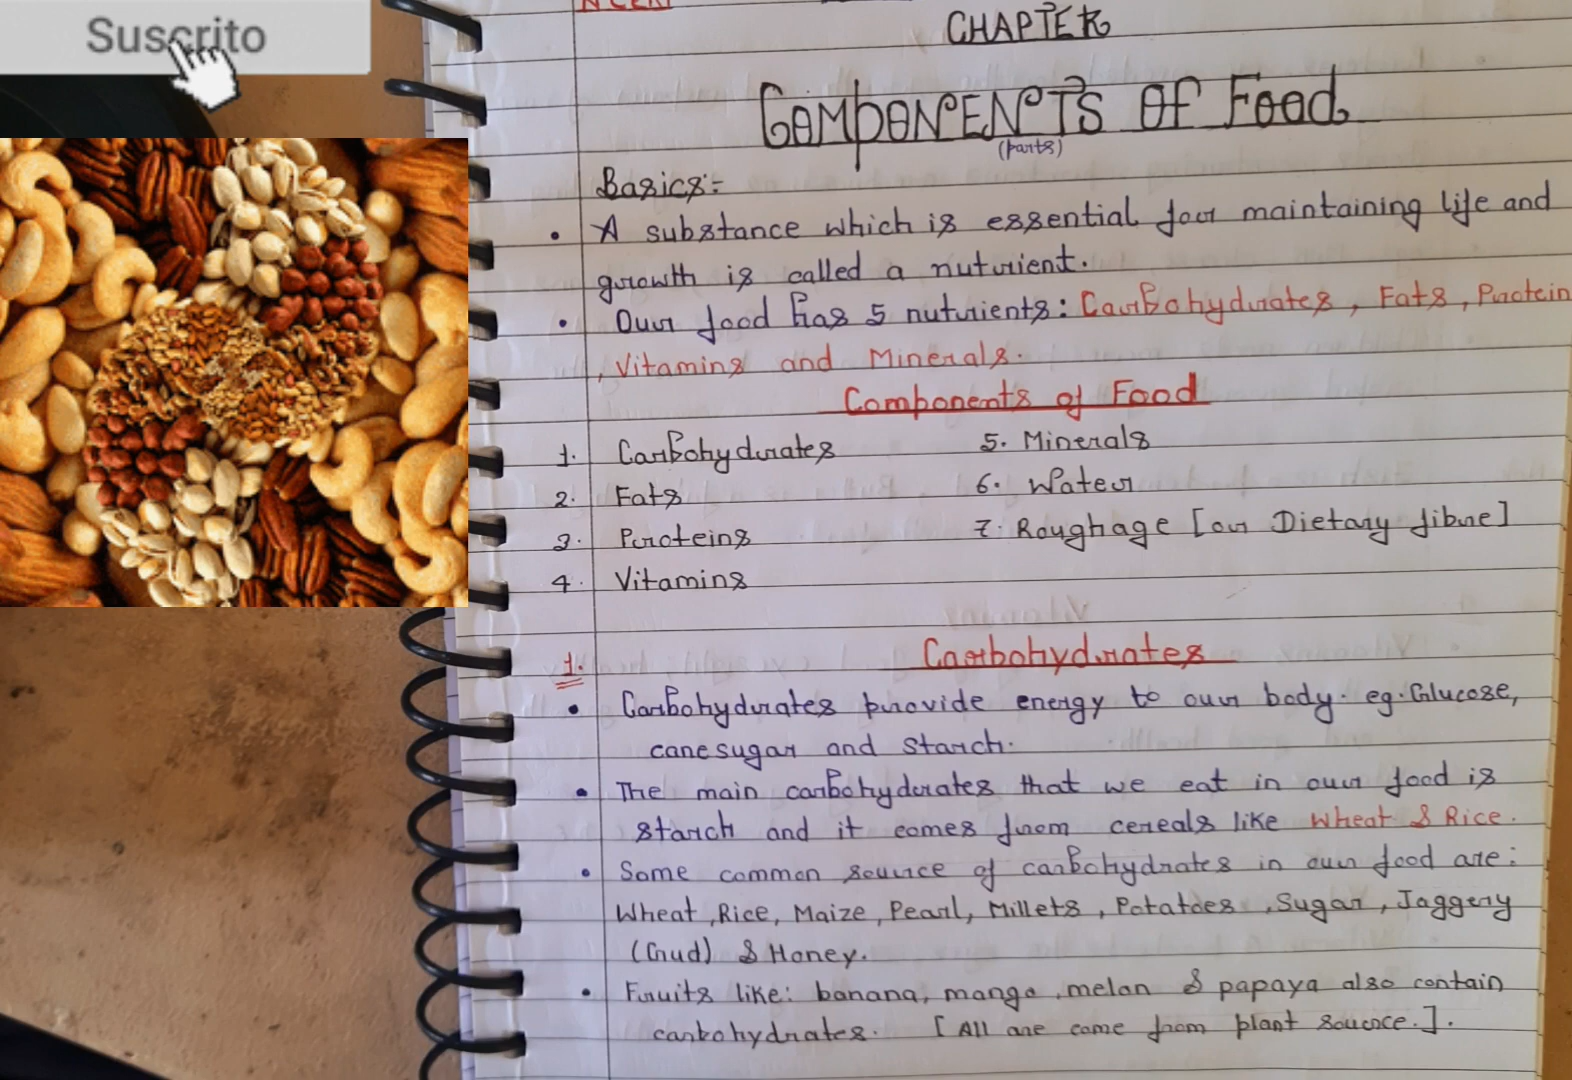 Suscrito
NCERT
CHAPTER
COMPONENTS OF Food
(parts)
Basics:-
• A substance which is essential for maintaining life and
growth is called a nutrient.
• Our food has 5 nutrients: Carbohydrates, Fats, Protein
, Vitamins and Minerals.
Components of Food
1. Carbohydrates
5. Minerals
2. Fats
6. Water
3. Proteins
7. Roughage [or Dietary fibre]
4. Vitamins
1. Carbohydrates
• Carbohydrates provide energy to our body. eg. Glucose,
canesugar and starch.
• The main carbohydrates that we eat in our food is
starch and it comes from cereals like Wheat & Rice.
• Some common source of carbohydrates in our food are:
Wheat, Rice, Maize, Pearl, Millets, Potatoes, Sugar, Jaggery
(Gud) & Honey.
• Fruits like: banana, mango, melan & papaya also contain
carbohydrates. [All are come from plant source.].